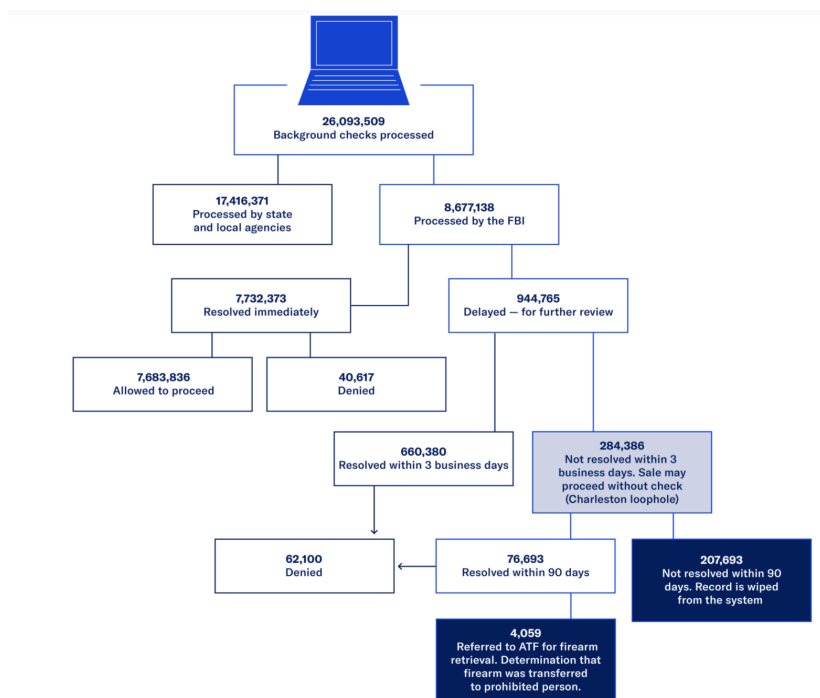 26,093,509
Background checks processed
17,416,371
Processed by state
and local agencies
8,677,138
Processed by the FBI
7,732,373
Resolved immediately
944,765
Delayed — for further review
7,683,836
Allowed to proceed
40,617
Denied
660,380
Resolved within 3 business days
284,386
Not resolved within 3
business days. Sale may
proceed without check
(Charleston loophole)
62,100
Denied
76,693
Resolved within 90 days
207,693
Not resolved within 90
days. Record is wiped
from the system
4,059
Referred to ATF for firearm
retrieval. Determination that
firearm was transferred
to prohibited person.